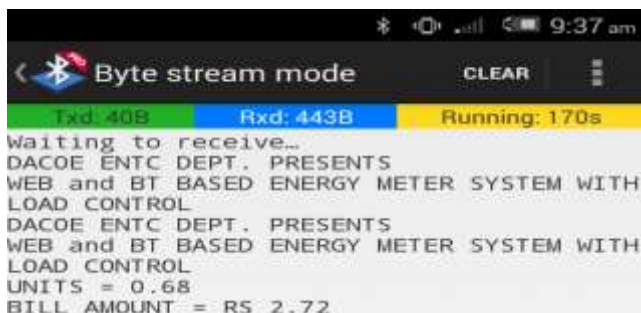 9:37 am
Byte stream mode CLEAR
Txd: 40B Rxd: 443B Running: 170s
Waiting to receive…
DACOE ENTC DEPT. PRESENTS
WEB and BT BASED ENERGY METER SYSTEM WITH
LOAD CONTROL
DACOE ENTC DEPT. PRESENTS
WEB and BT BASED ENERGY METER SYSTEM WITH
LOAD CONTROL
UNITS = 0.68
BILL AMOUNT = RS 2.72